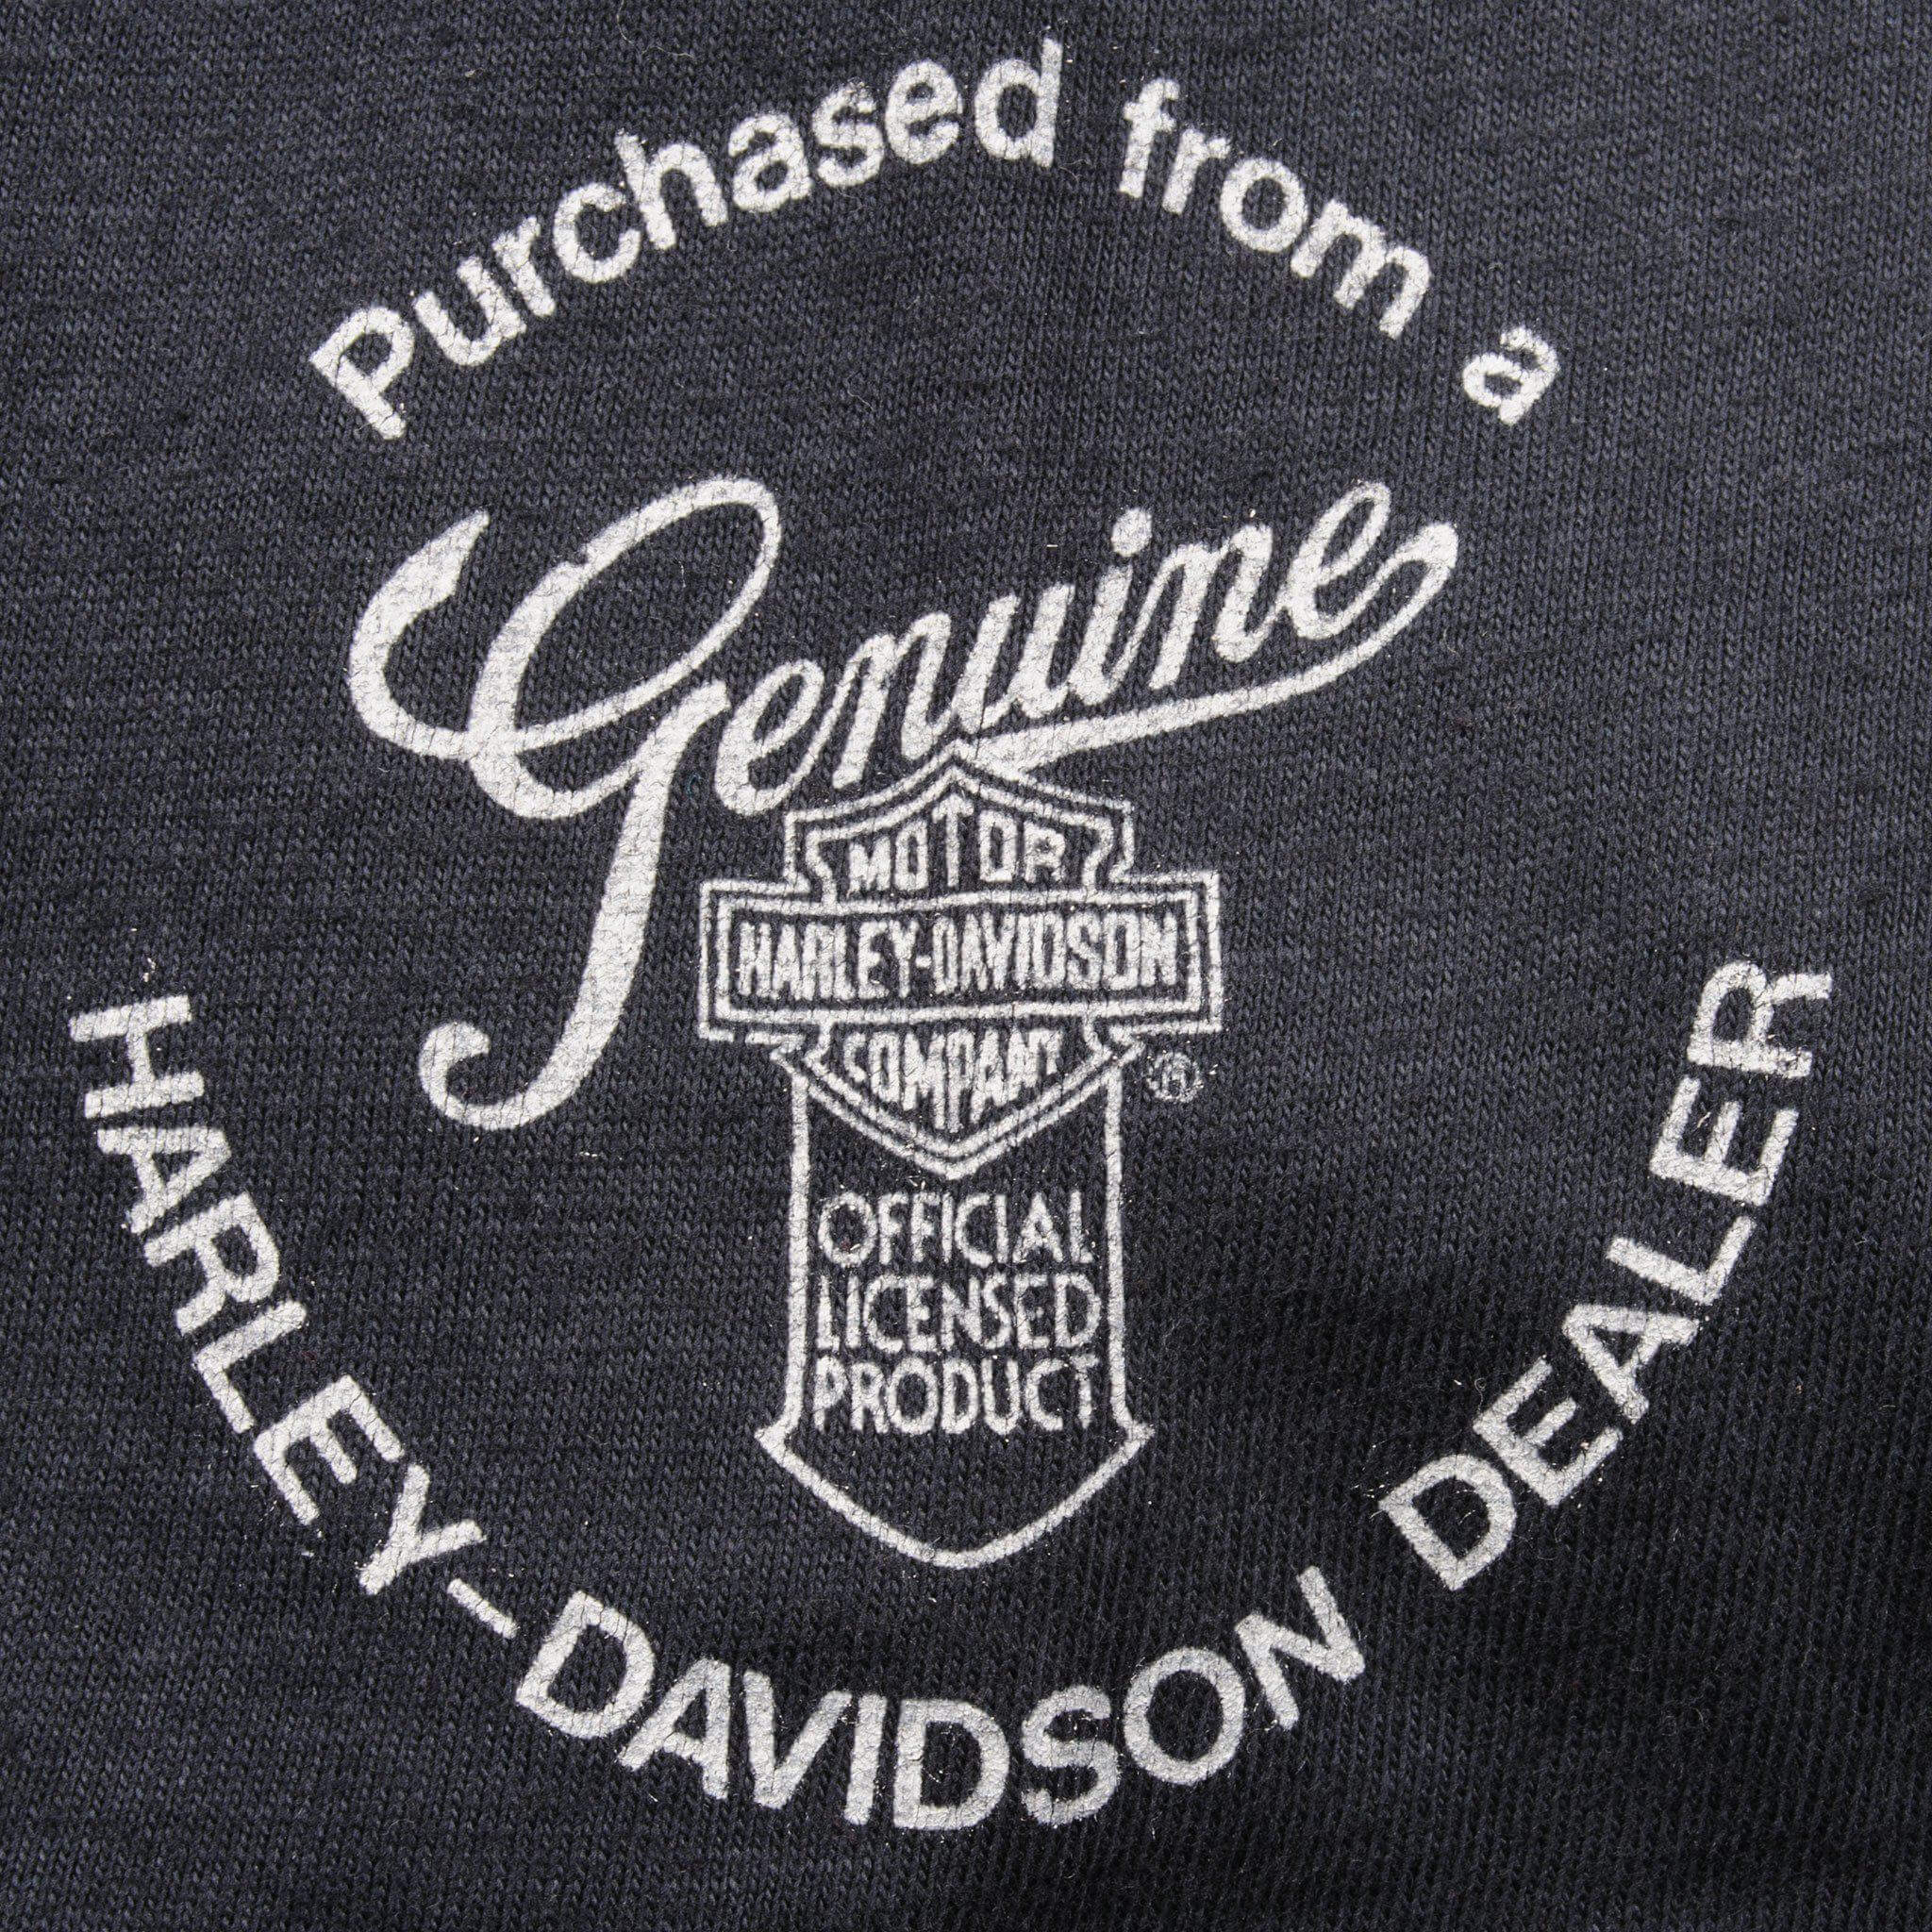 Purchased from a
Genuine
MOTOR
HARLEY-DAVIDSON
COMPANY
®
OFFICIAL
LICENSED
PRODUCT
HARLEY-DAVIDSON DEALER